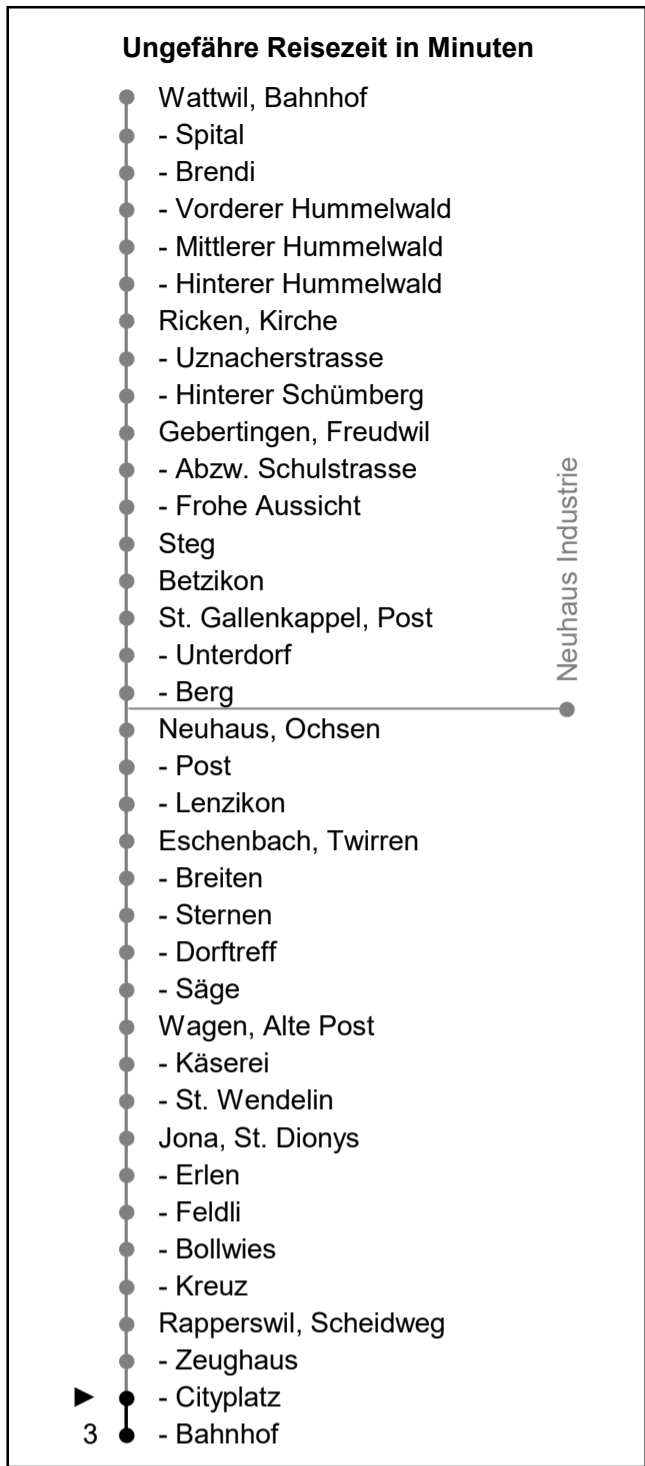 Ungefähre Reisezeit in Minuten
Wattwil, Bahnhof
- Spital
- Brendi
- Vorderer Hummelwald
- Mittlerer Hummelwald
- Hinterer Hummelwald
Ricken, Kirche
- Uznacherstrasse
- Hinterer Schümberg
Gebertingen, Freudwil
- Abzw. Schulstrasse
- Frohe Aussicht
Steg
Betzikon
St. Gallenkappel, Post
- Unterdorf
- Berg
Neuhaus Industrie
Neuhaus, Ochsen
- Post
- Lenzikon
Eschenbach, Twirren
- Breiten
- Sternen
- Dorftreff
- Säge
Wagen, Alte Post
- Käserei
- St. Wendelin
Jona, St. Dionys
- Erlen
- Feldli
- Bollwies
- Kreuz
Rapperswil, Scheidweg
- Zeughaus
- Cityplatz
3 - Bahnhof